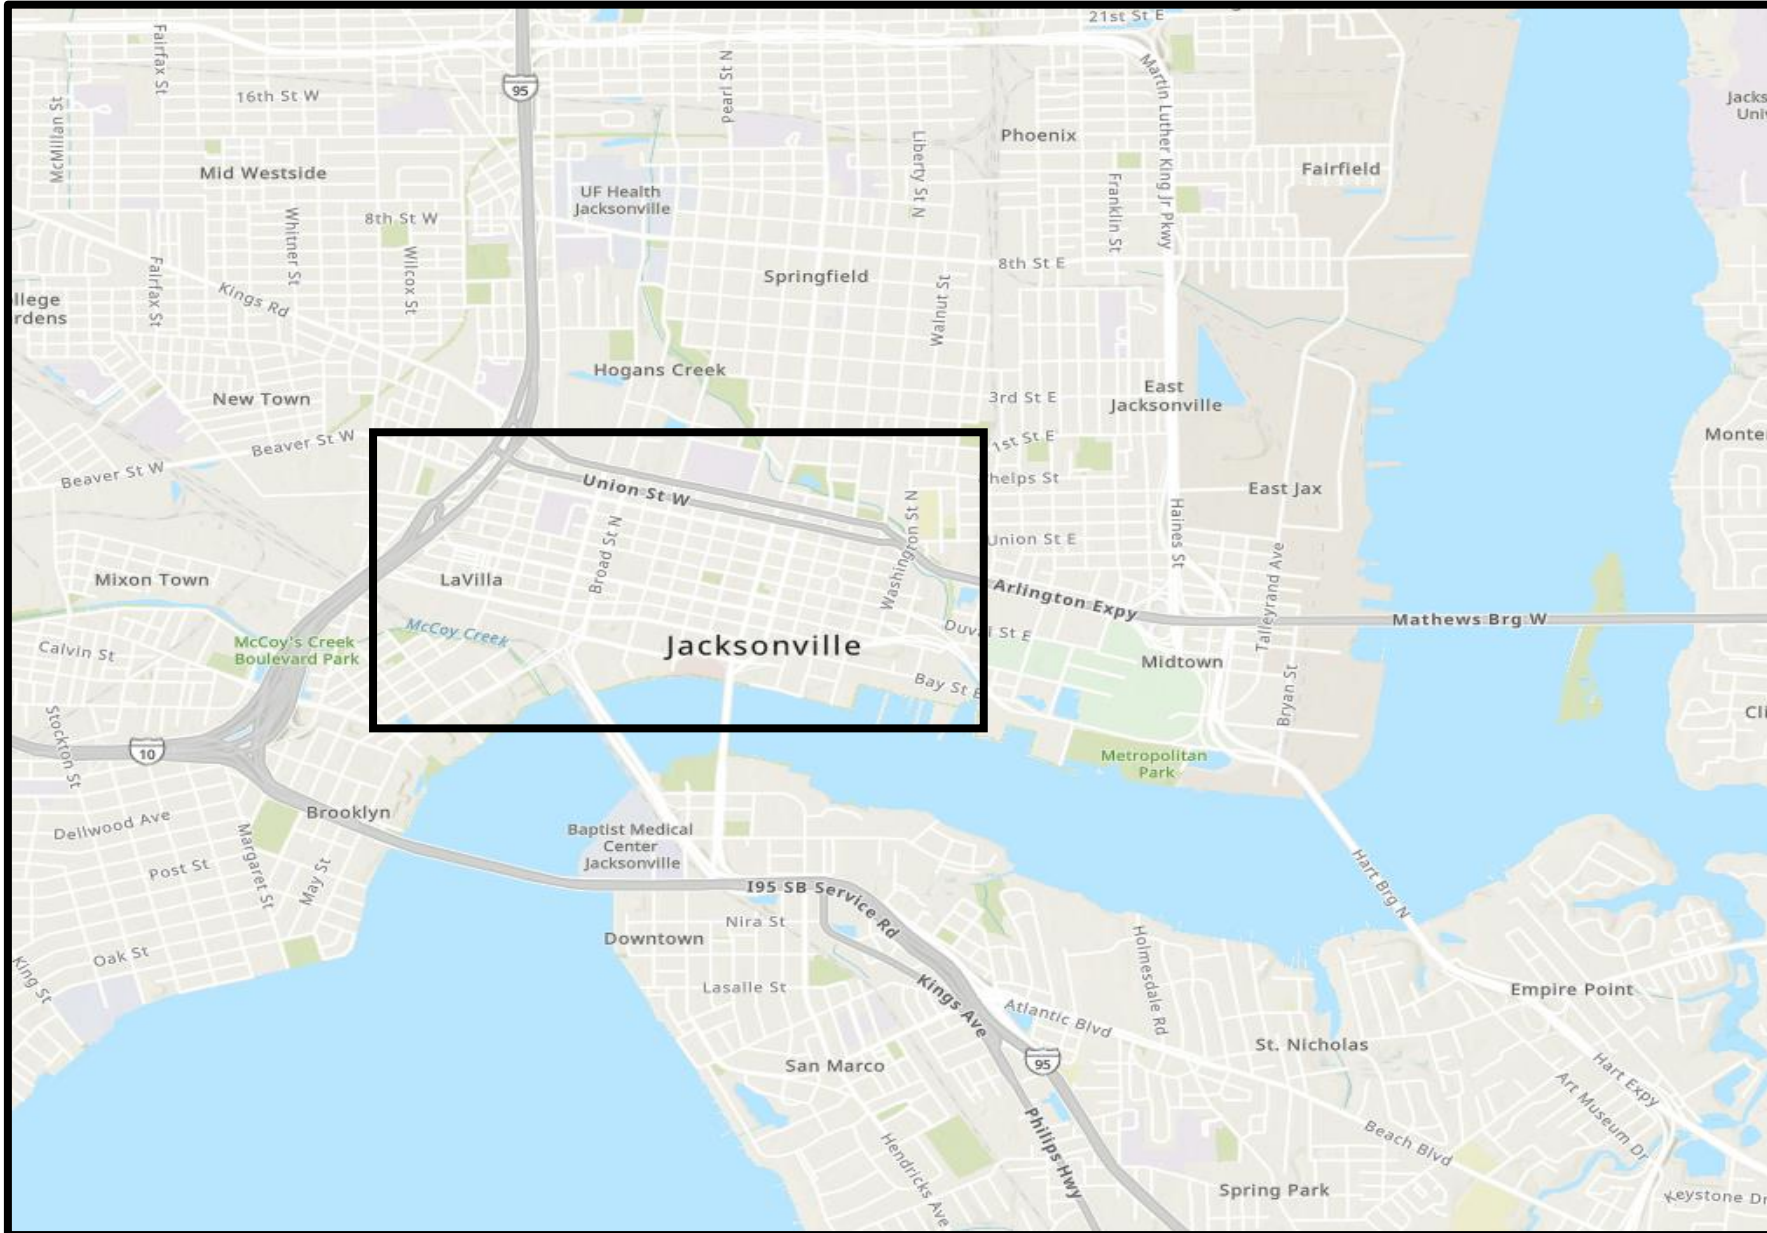 21st St E
Fairfax St
Pearl St N
95
16th St W
McMillan St
Martin Luther King Jr Pkwy
Jacks
Univ
Phoenix
Liberty St N
Mid Westside
Fairfield
UF Health
Jacksonville
Franklin St
8th St W
Whitner St
Wilcox St
8th St E
Springfield
Fairfax St
Kings Rd
llege
rdens
Walnut St
Hogans Creek
New Town
3rd St E
East
Jacksonville
Beaver St W
1st St E
Montei
Beaver St W
helps St
Union St W
East Jax
Broad St N
Washington St N
Haines St
Union St E
Mixon Town
LaVilla
Talleyrand Ave
Arlington Expy
Mathews Brg W
McCoy Creek
Duval St E
McCoy's Creek
Boulevard Park
Calvin St
Jacksonville
Midtown
Bay St E
Bryan St
Cli
Stockton St
10
Metropolitan
Park
Brooklyn
Dellwood Ave
Baptist Medical
Center
Jacksonville
Margaret St
Post St
May St
Hart Brg N
I95 SB Service Rd
Nira St
Downtown
Oak St
King St
Holmesdale Rd
Lasalle St
Kings Ave
Empire Point
Atlantic Blvd
San Marco
95
St. Nicholas
Hart Expy
Art Museum Dr
Philips Hwy
Hendricks Ave
Beach Blvd
Spring Park
Keystone Dr